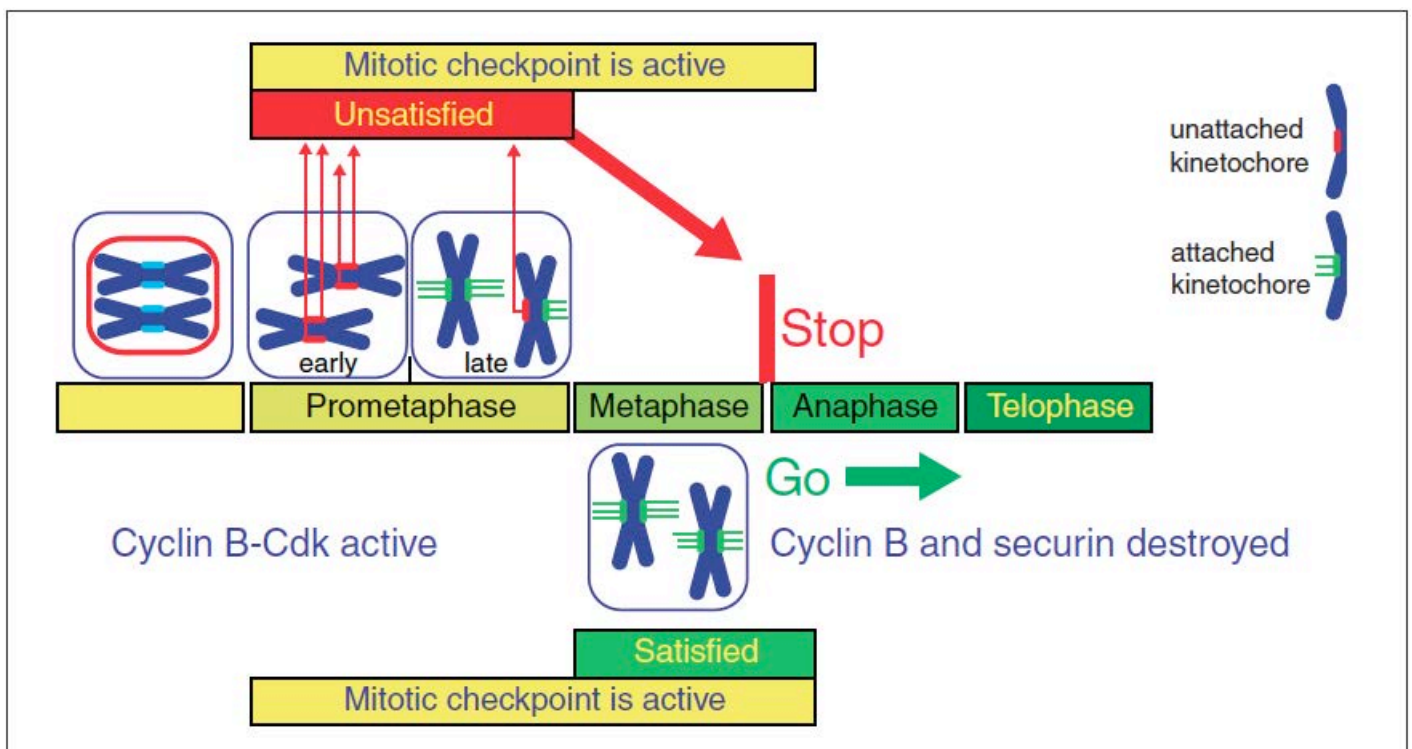 Mitotic checkpoint is active
Unsatisfied
unattached
kinetochore
attached
kinetochore
early
late
Stop
Prometaphase
Metaphase
Anaphase
Telophase
Go
Cyclin B-Cdk active
Cyclin B and securin destroyed
Satisfied
Mitotic checkpoint is active